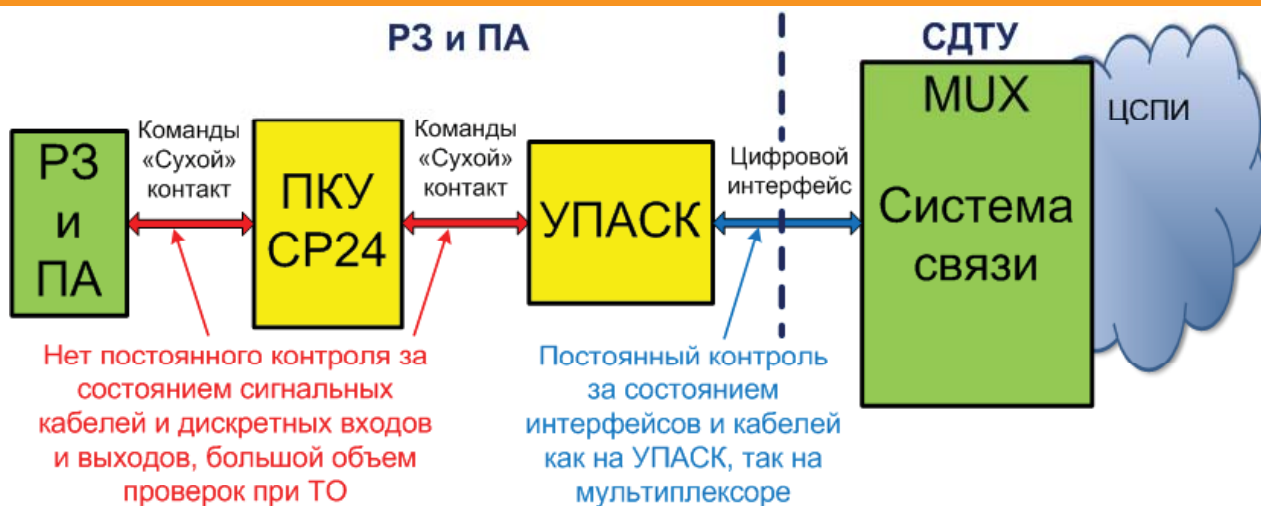 РЗ и ПА
СДТУ
РЗ
и
ПА
Команды
«Сухой»
контакт
ПКУ
СР24
Команды
«Сухой»
контакт
УПАСК
Цифровой
интерфейс
MUX
Система
связи
ЦСПИ
Нет постоянного контроля за
состоянием сигнальных
кабелей и дискретных входов
и выходов, большой объем
проверок при ТО
Постоянный контроль
за состоянием
интерфейсов и кабелей
как на УПАСК, так на
мультиплексоре